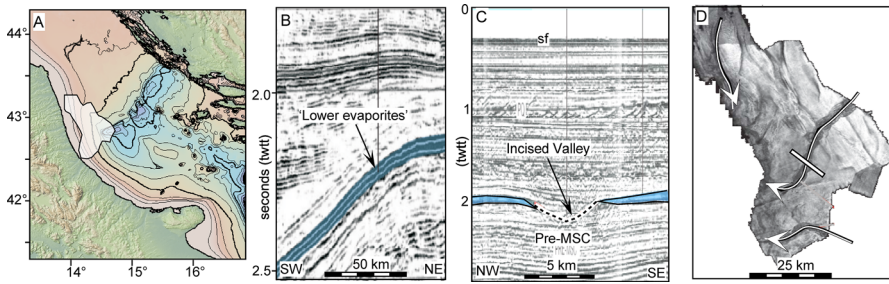 A
44°
43°
42°
14°
15°
16°
B
2.0
'Lower evaporites'
seconds (twtt)
2.5
SW
50 km
NE
C
0
sf
1
(twtt)
Incised Valley
2
Pre-MSC
NW
5 km
SE
D
25 km